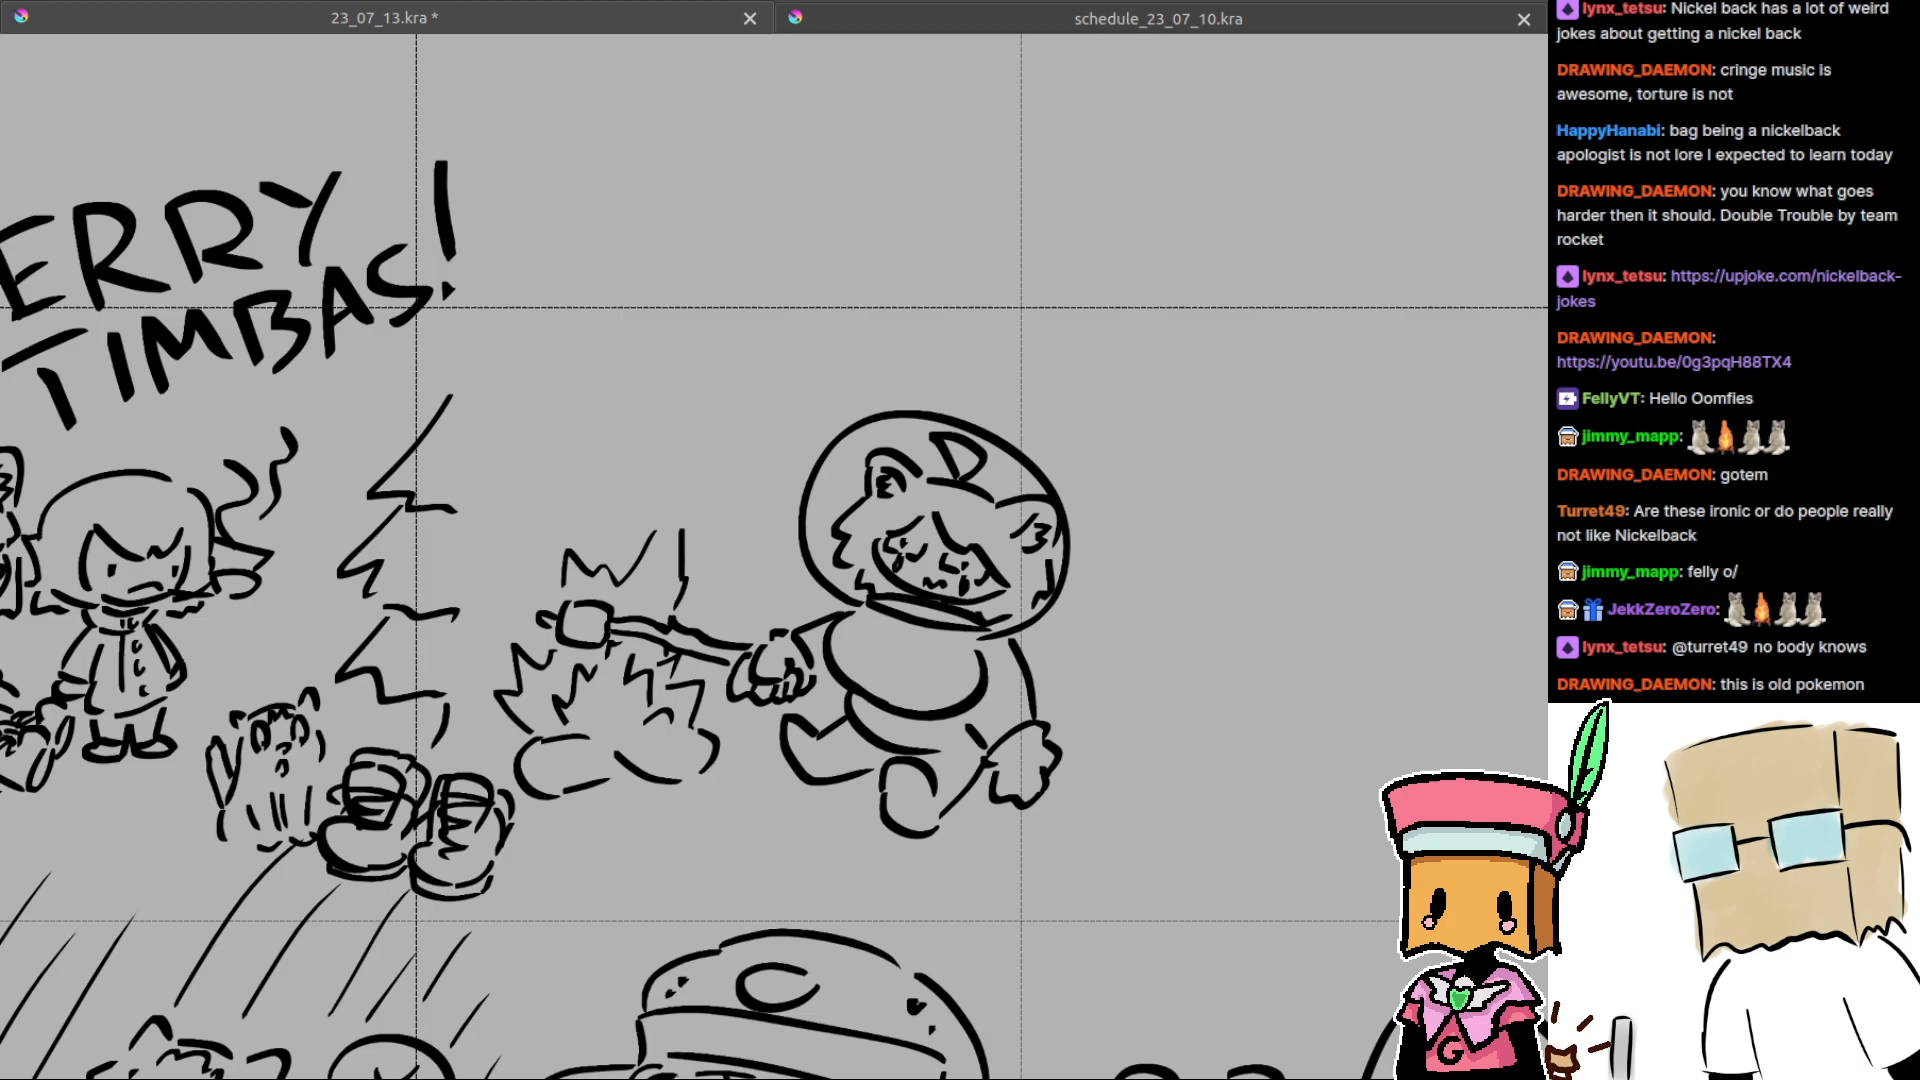 23_07_13.kra *
schedule_23_07_10.kra
ERRY
TIMBAS!
G
lynx_tetsu: Nickel back has a lot of weird
jokes about getting a nickel back
DRAWING_DAEMON: cringe music is
awesome, torture is not
HappyHanabi: bag being a nickelback
apologist is not lore I expected to learn today
DRAWING_DAEMON: you know what goes
harder then it should. Double Trouble by team
rocket
lynx_tetsu: https://upjoke.com/nickelback-
jokes
DRAWING_DAEMON:
https://youtu.be/0g3pqH88TX4
FellyVT: Hello Oomfies
jimmy_mapp:
DRAWING_DAEMON: gotem
Turret49: Are these ironic or do people really
not like Nickelback
jimmy_mapp: felly o/
JekkZeroZero:
lynx_tetsu: @turret49 no body knows
DRAWING_DAEMON: this is old pokemon